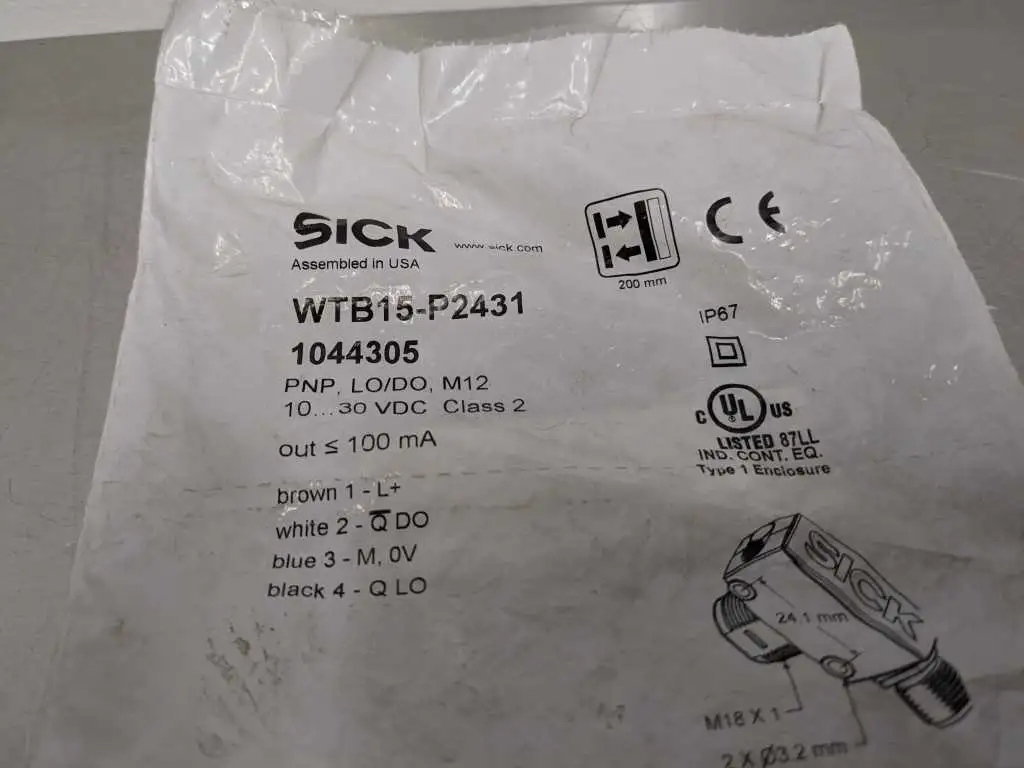 SICK www.sick.com
Assembled in USA
WTB15-P2431
1044305
PNP, LO/DO, M12
10...30 VDC Class 2
out ≤ 100 mA
brown 1 - L+
white 2 - Q̅ DO
blue 3 - M, 0V
black 4 - Q LO
200 mm
CE
IP67
C UL® US
LISTED 87LL
IND. CONT. EQ.
Type 1 Enclosure
SICK
24.1 mm
M18 X 1
2 X Ø3.2 mm